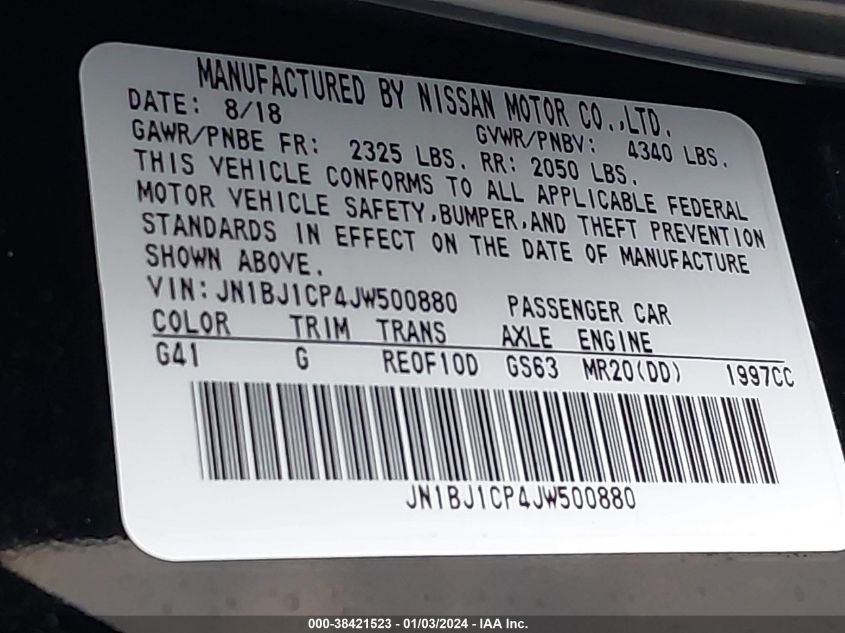 MANUFACTURED BY NISSAN MOTOR CO.,LTD.
DATE: 8/18 GVWR/PNBV: 4340 LBS.
GAWR/PNBE FR: 2325 LBS. RR: 2050 LBS.
THIS VEHICLE CONFORMS TO ALL APPLICABLE FEDERAL
MOTOR VEHICLE SAFETY,BUMPER,AND THEFT PREVENTION
STANDARDS IN EFFECT ON THE DATE OF MANUFACTURE
SHOWN ABOVE.
VIN:JN1BJ1CP4JW500880 PASSENGER CAR
COLOR TRIM TRANS AXLE ENGINE
G41 G RE0F10D GS63 MR20(DD) 1997CC
JN1BJ1CP4JW500880
000-38421523 - 01/03/2024 - IAA Inc.